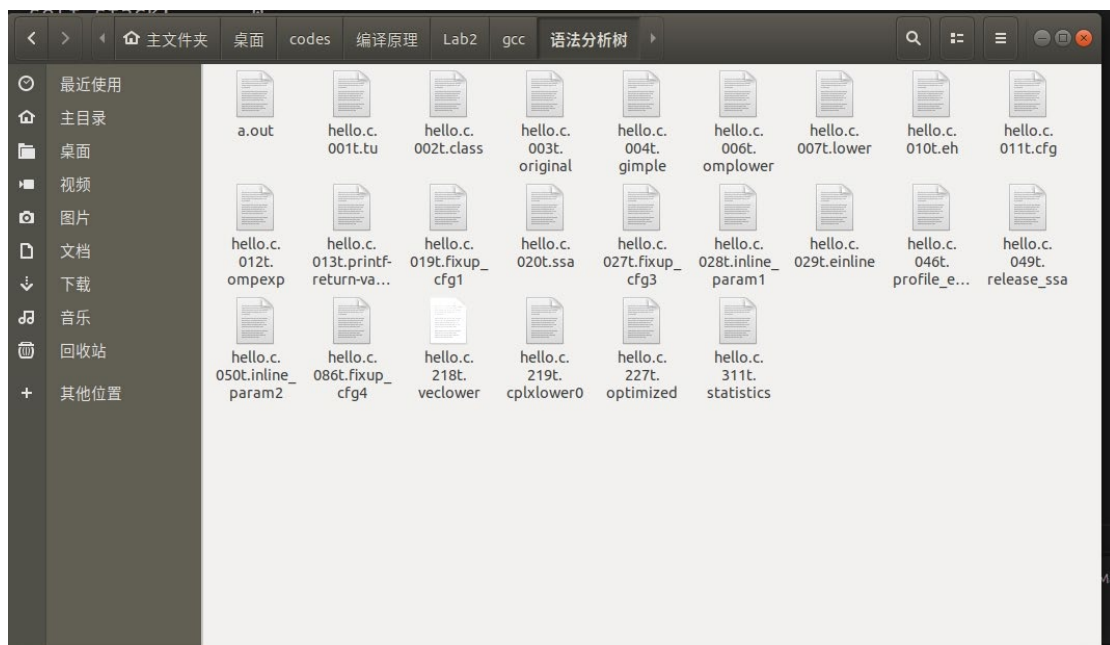 主文件夹 桌面 codes 编译原理 Lab2 gcc 语法分析树
最近使用
主目录
桌面
视频
图片
文档
下载
音乐
回收站
其他位置
a.out
hello.c.
001t.tu
hello.c.
002t.class
hello.c.
003t.
original
hello.c.
004t.
gimple
hello.c.
006t.
omplower
hello.c.
007t.lower
hello.c.
010t.eh
hello.c.
011t.cfg
hello.c.
012t.
ompexp
hello.c.
013t.printf-
return-va...
hello.c.
019t.fixup_
cfg1
hello.c.
020t.ssa
hello.c.
027t.fixup_
cfg3
hello.c.
028t.inline_
param1
hello.c.
029t.einline
hello.c.
046t.
profile_e...
hello.c.
049t.
release_ssa
hello.c.
050t.inline_
param2
hello.c.
086t.fixup_
cfg4
hello.c.
218t.
veclower
hello.c.
219t.
cplxlower0
hello.c.
227t.
optimized
hello.c.
311t.
statistics